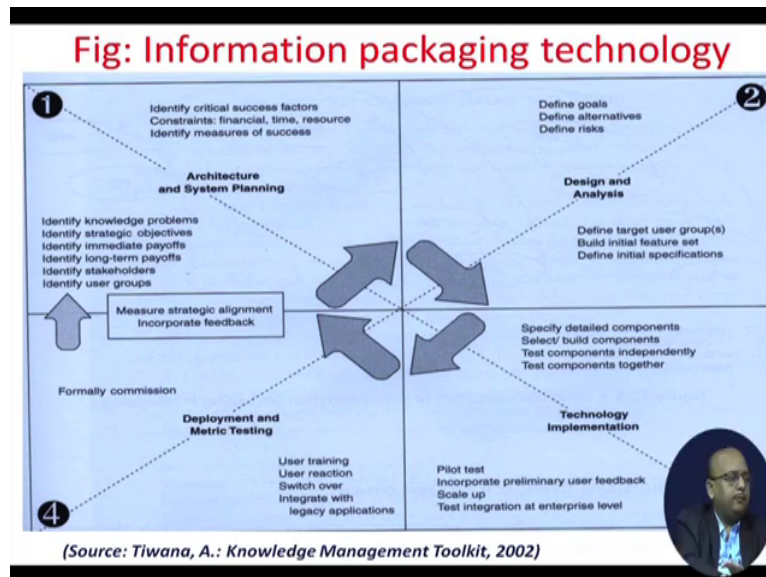 Fig: Information packaging technology
1
Identify critical success factors
Constraints: financial, time, resource
Identify measures of success
Architecture
and System Planning
Identify knowledge problems
Identify strategic objectives
Identify immediate payoffs
Identify long-term payoffs
Identify stakeholders
Identify user groups
2
Define goals
Define alternatives
Define risks
Design and
Analysis
Define target user group(s)
Build initial feature set
Define initial specifications
Measure strategic alignment
Incorporate feedback
Specify detailed components
Select/ build components
Test components independently
Test components together
Technology
Implementation
Pilot test
Incorporate preliminary user feedback
Scale up
Test integration at enterprise level
Formally commission
Deployment and
Metric Testing
User training
User reaction
Switch over
Integrate with
legacy applications
4
(Source: Tiwana, A.: Knowledge Management Toolkit, 2002)